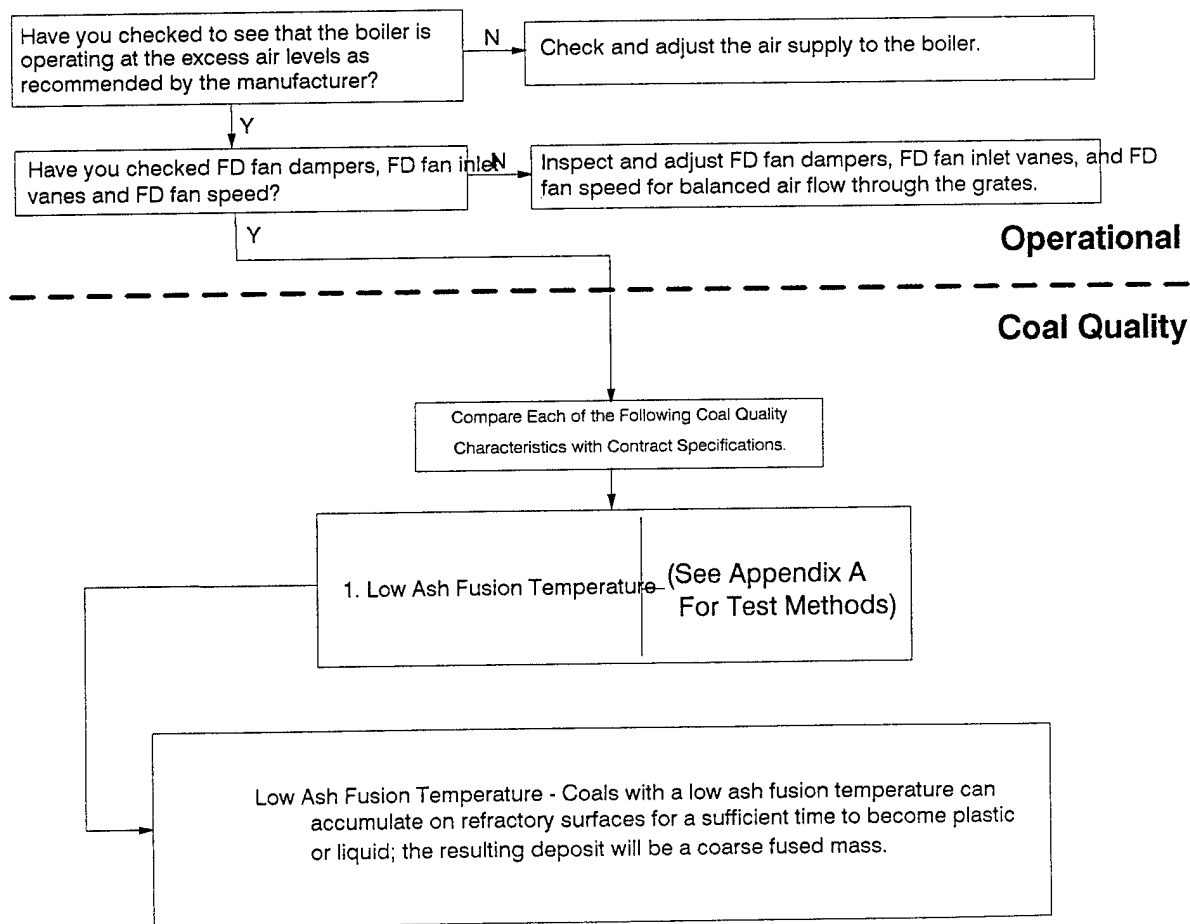 Have you checked to see that the boiler is
operating at the excess air levels as
recommended by the manufacturer?
N
Check and adjust the air supply to the boiler.
Y
Have you checked FD fan dampers, FD fan inlet
vanes and FD fan speed?
N
Inspect and adjust FD fan dampers, FD fan inlet vanes, and FD
fan speed for balanced air flow through the grates.
Y
Operational
Coal Quality
Compare Each of the Following Coal Quality
Characteristics with Contract Specifications.
1. Low Ash Fusion Temperature
(See Appendix A
For Test Methods)
Low Ash Fusion Temperature - Coals with a low ash fusion temperature can
accumulate on refractory surfaces for a sufficient time to become plastic
or liquid; the resulting deposit will be a coarse fused mass.